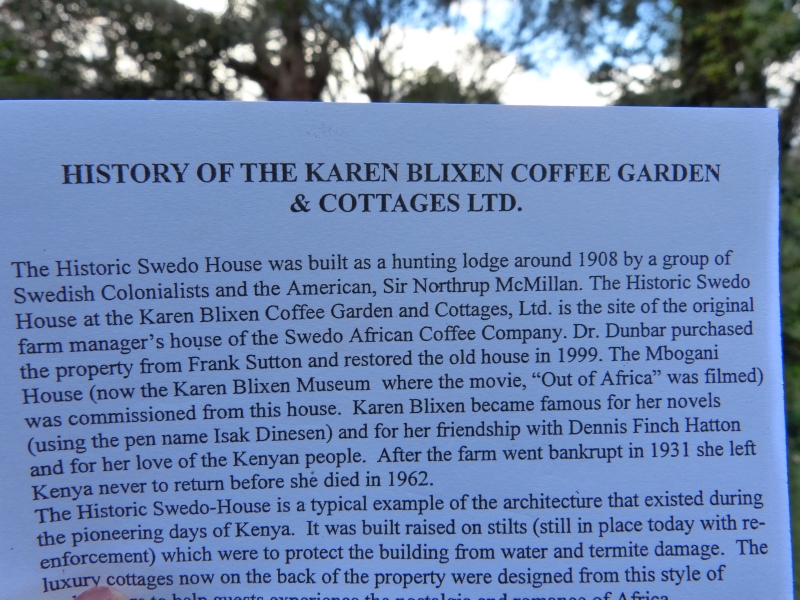 HISTORY OF THE KAREN BLIXEN COFFEE GARDEN
& COTTAGES LTD.
The Historic Swedo House was built as a hunting lodge around 1908 by a group of
Swedish Colonialists and the American, Sir Northrup McMillan. The Historic Swedo
House at the Karen Blixen Coffee Garden and Cottages, Ltd. is the site of the original
farm manager's house of the Swedo African Coffee Company. Dr. Dunbar purchased
the property from Frank Sutton and restored the old house in 1999. The Mbogani
House (now the Karen Blixen Museum where the movie, "Out of Africa" was filmed)
was commissioned from this house. Karen Blixen became famous for her novels
(using the pen name Isak Dinesen) and for her friendship with Dennis Finch Hatton
and for her love of the Kenyan people. After the farm went bankrupt in 1931 she left
Kenya never to return before she died in 1962.
The Historic Swedo-House is a typical example of the architecture that existed during
the pioneering days of Kenya. It was built raised on stilts (still in place today with re-
enforcement) which were to protect the building from water and termite damage. The
luxury cottages now on the back of the property were designed from this style of
to help guests experience the nostalgia and romance of Africa